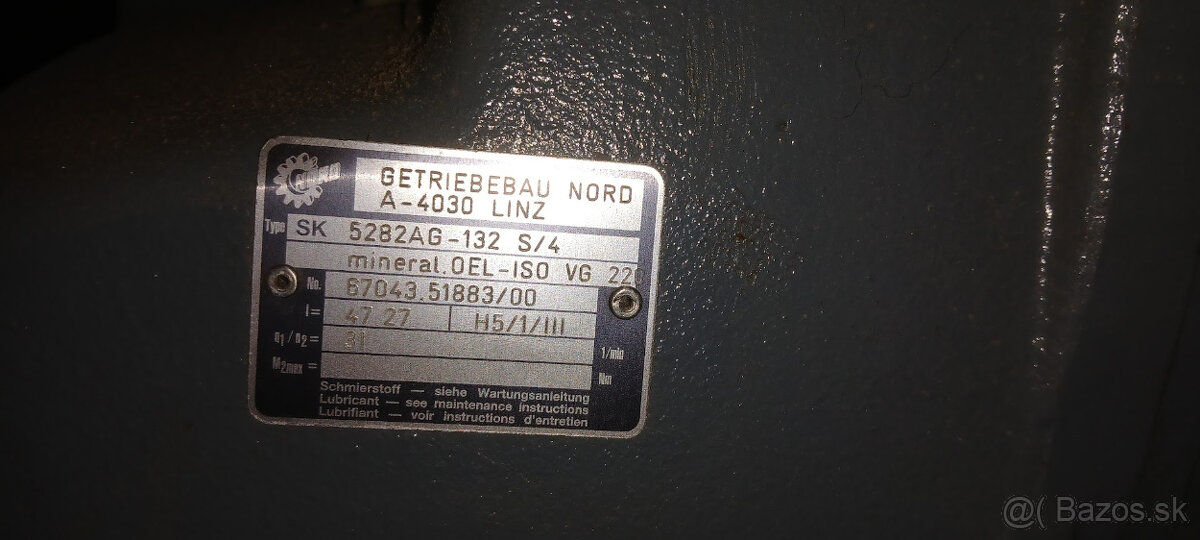 NORD
GETRIEBEBAU NORD
A-4030 LINZ
Type SK 5282AG-132 S/4
mineral.OEL-ISO VG 220
No. 67043.51883/00
i= 47 27 H5/1/III
n1/n2= 31 1/min
M2max = Nm
Schmierstoff — siehe Wartungsanleitung
Lubricant — see maintenance instructions
Lubrifiant — voir instructions d'entretien
@( Bazos.sk